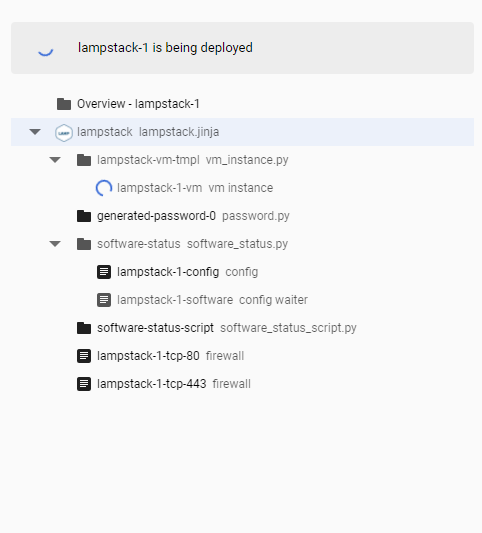 lampstack-1 is being deployed
Overview - lampstack-1
LAMP lampstack lampstack.jinja
lampstack-vm-tmpl vm_instance.py
lampstack-1-vm vm instance
generated-password-0 password.py
software-status software_status.py
lampstack-1-config config
lampstack-1-software config waiter
software-status-script software_status_script.py
lampstack-1-tcp-80 firewall
lampstack-1-tcp-443 firewall